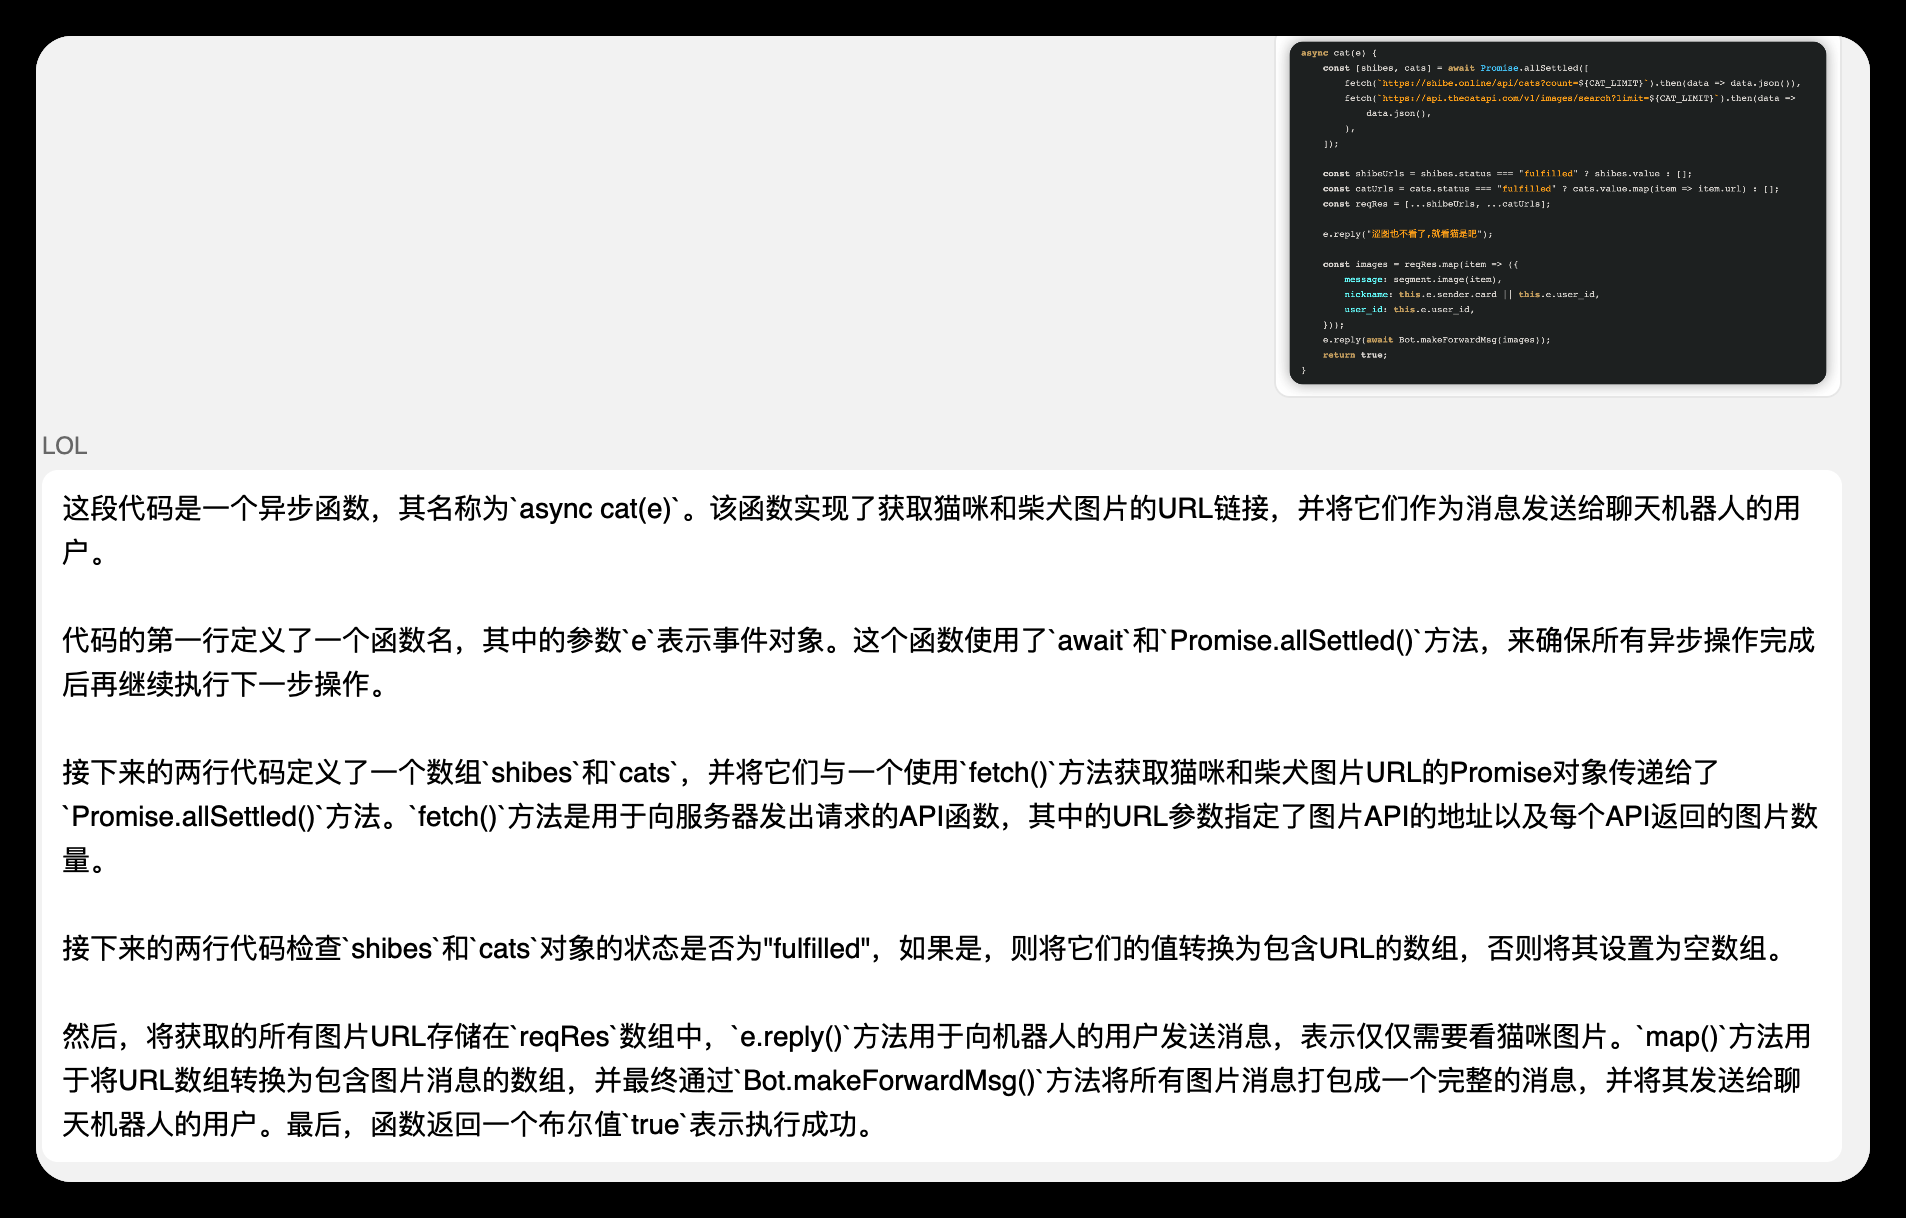 async cat(e) {
const [shibes, cats] = await Promise.allSettled([
fetch(`https://shibe.online/api/cats?count=${CAT_LIMIT}`).then(data => data.json()),
fetch(`https://api.thecatapi.com/v1/images/search?limit=${CAT_LIMIT}`).then(data =>
data.json(),
),
]);
const shibeUrls = shibes.status === "fulfilled" ? shibes.value : [];
const catUrls = cats.status === "fulfilled" ? cats.value.map(item => item.url) : [];
const reqRes = [...shibeUrls, ...catUrls];
e.reply("涩图也不看了,就看猫是吧");
const images = reqRes.map(item => ({
message: segment.image(item),
nickname: this.e.sender.card || this.e.user_id,
user_id: this.e.user_id,
}));
e.reply(await Bot.makeForwardMsg(images));
return true;
}
LOL
这段代码是一个异步函数，其名称为`async cat(e)`。该函数实现了获取猫咪和柴犬图片的URL链接，并将它们作为消息发送给聊天机器人的用
户。
代码的第一行定义了一个函数名，其中的参数`e`表示事件对象。这个函数使用了`await`和`Promise.allSettled()`方法，来确保所有异步操作完成
后再继续执行下一步操作。
接下来的两行代码定义了一个数组`shibes`和`cats`，并将它们与一个使用`fetch()`方法获取猫咪和柴犬图片URL的Promise对象传递给了
`Promise.allSettled()`方法。`fetch()`方法是用于向服务器发出请求的API函数，其中的URL参数指定了图片API的地址以及每个API返回的图片数
量。
接下来的两行代码检查`shibes`和`cats`对象的状态是否为"fulfilled"，如果是，则将它们的值转换为包含URL的数组，否则将其设置为空数组。
然后，将获取的所有图片URL存储在`reqRes`数组中，`e.reply()`方法用于向机器人的用户发送消息，表示仅仅需要看猫咪图片。`map()`方法用
于将URL数组转换为包含图片消息的数组，并最终通过`Bot.makeForwardMsg()`方法将所有图片消息打包成一个完整的消息，并将其发送给聊
天机器人的用户。最后，函数返回一个布尔值`true`表示执行成功。